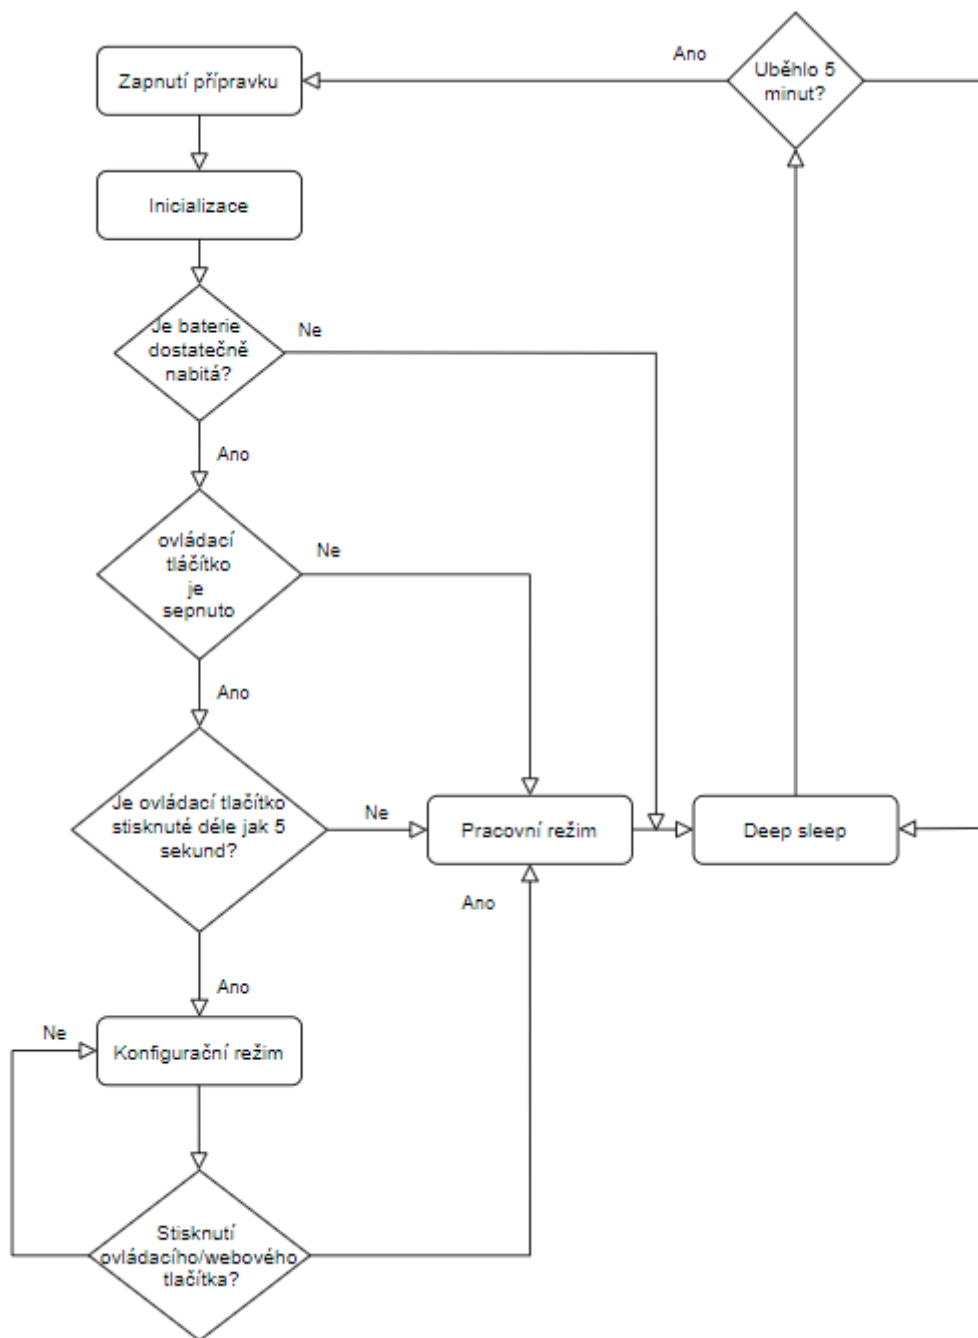 Zapnutí přípravku
Ano
Uběhlo 5
minut?
Inicializace
Je baterie
dostatečně
nabitá?
Ne
Ano
ovládací
tláčítko
je
sepnuto
Ne
Ano
Je ovládací tlačítko
stisknuté déle jak 5
sekund?
Ne
Pracovní režim
Deep sleep
Ano
Ano
Ne
Konfigurační režim
Stisknutí
ovládacího/webového
tlačítka?